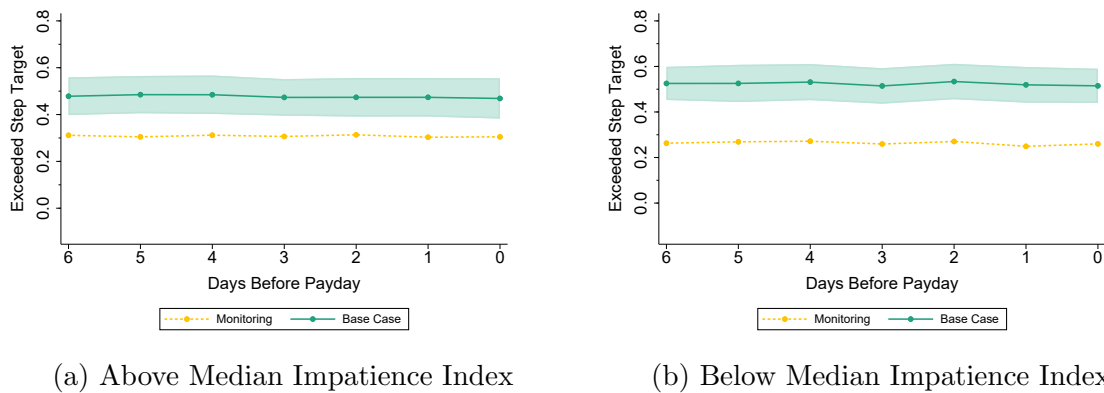 Exceeded Step Target
0.8
0.6
0.4
0.2
0.0
6 5 4 3 2 1 0
Days Before Payday
Monitoring Base Case
(a) Above Median Impatience Index
Exceeded Step Target
0.8
0.6
0.4
0.2
0.0
6 5 4 3 2 1 0
Days Before Payday
Monitoring Base Case
(b) Below Median Impatience Index